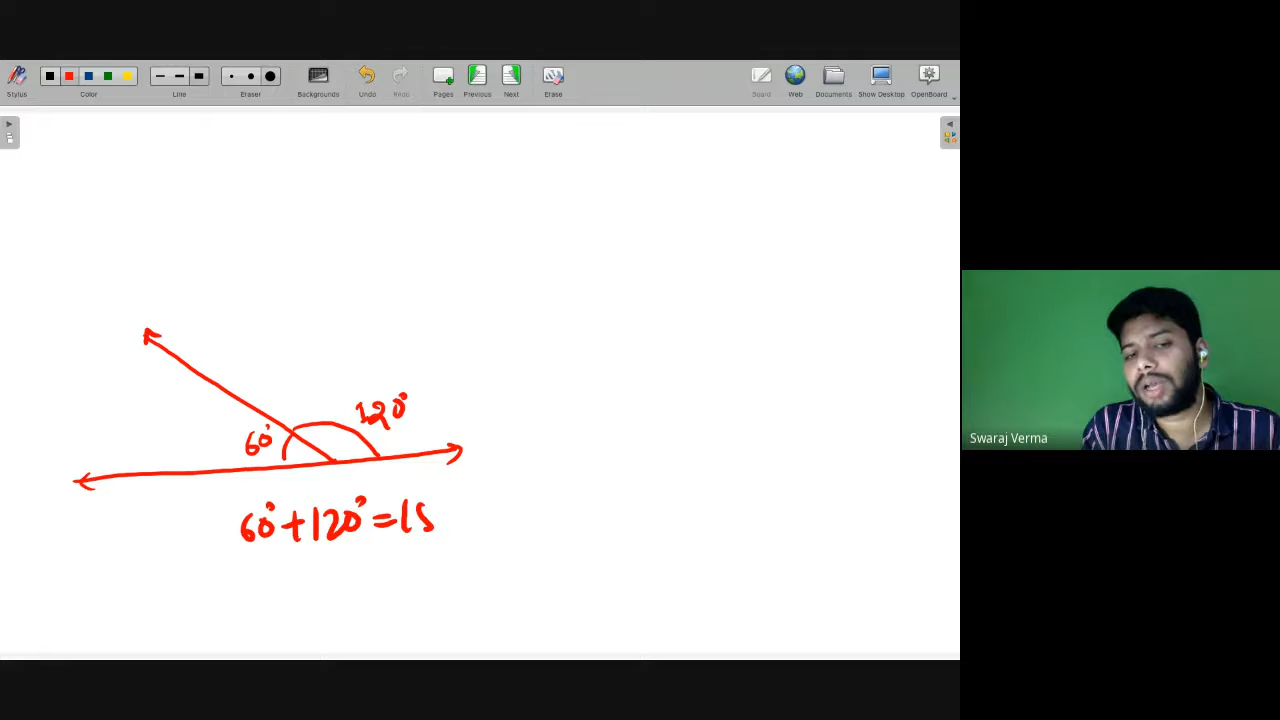 Stylus Color Line Eraser Backgrounds Undo Redo Pages Previous Next Erase Board Web Documents Show Desktop OpenBoard
120°
60°
Swaraj Verma
60°+120°=1S